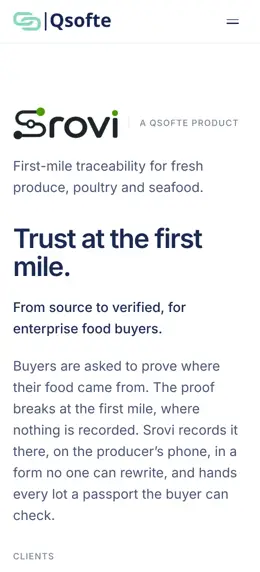 Qsofte
Srovi
A QSOFTE PRODUCT
First-mile traceability for fresh
produce, poultry and seafood.
Trust at the first
mile.
From source to verified, for
enterprise food buyers.
Buyers are asked to prove where
their food came from. The proof
breaks at the first mile, where
nothing is recorded. Srovi records it
there, on the producer’s phone, in a
form no one can rewrite, and hands
every lot a passport the buyer can
check.
CLIENTS